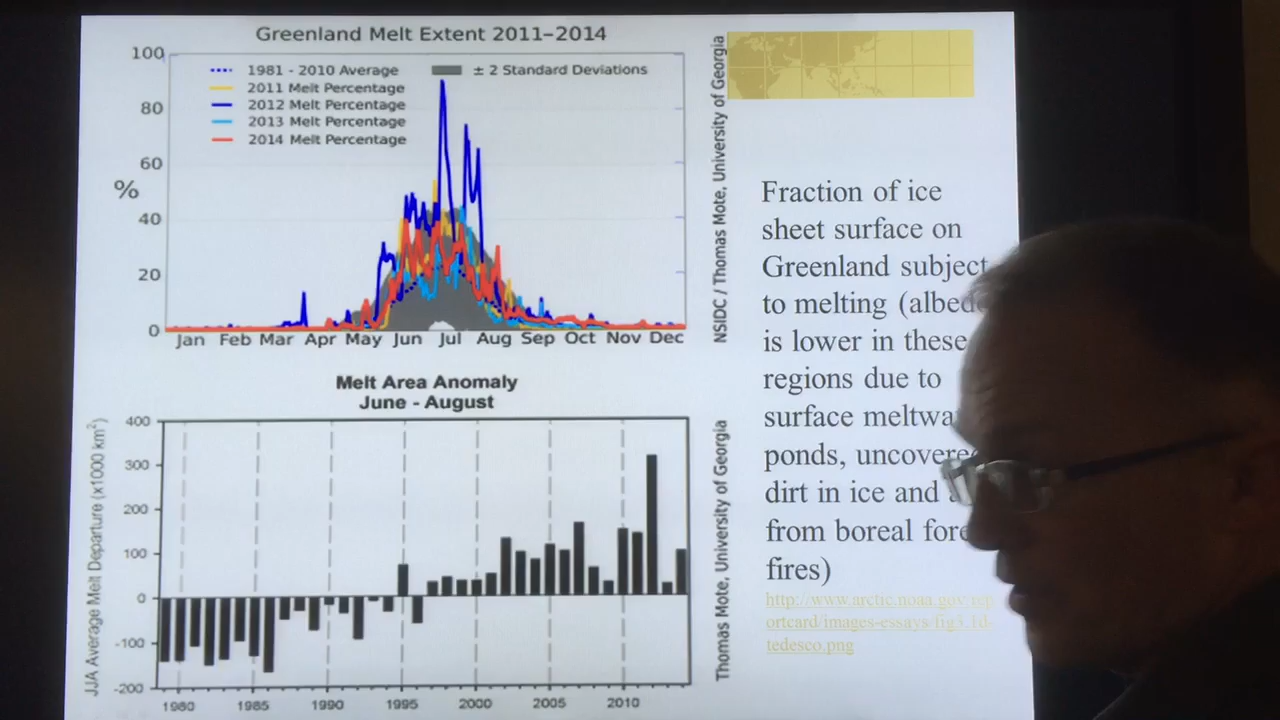 Greenland Melt Extent 2011–2014
100
80
60
%
40
20
0
1981 - 2010 Average
± 2 Standard Deviations
2011 Melt Percentage
2012 Melt Percentage
2013 Melt Percentage
2014 Melt Percentage
Jan Feb Mar Apr May Jun Jul Aug Sep Oct Nov Dec
NSIDC / Thomas Mote, University of Georgia
Melt Area Anomaly
June - August
JJA Average Melt Departure (x1000 km²)
400
300
200
100
0
-100
-200
1980 1985 1990 1995 2000 2005 2010
Thomas Mote, University of Georgia
Fraction of ice
sheet surface on
Greenland subject
to melting (albedo
is lower in these
regions due to
surface meltwa
ponds, uncovered
dirt in ice and
from boreal fore
fires)
http://www.arctic.noaa.gov/rep
ortcard/images-essays/fig3.1d-
tedesco.png